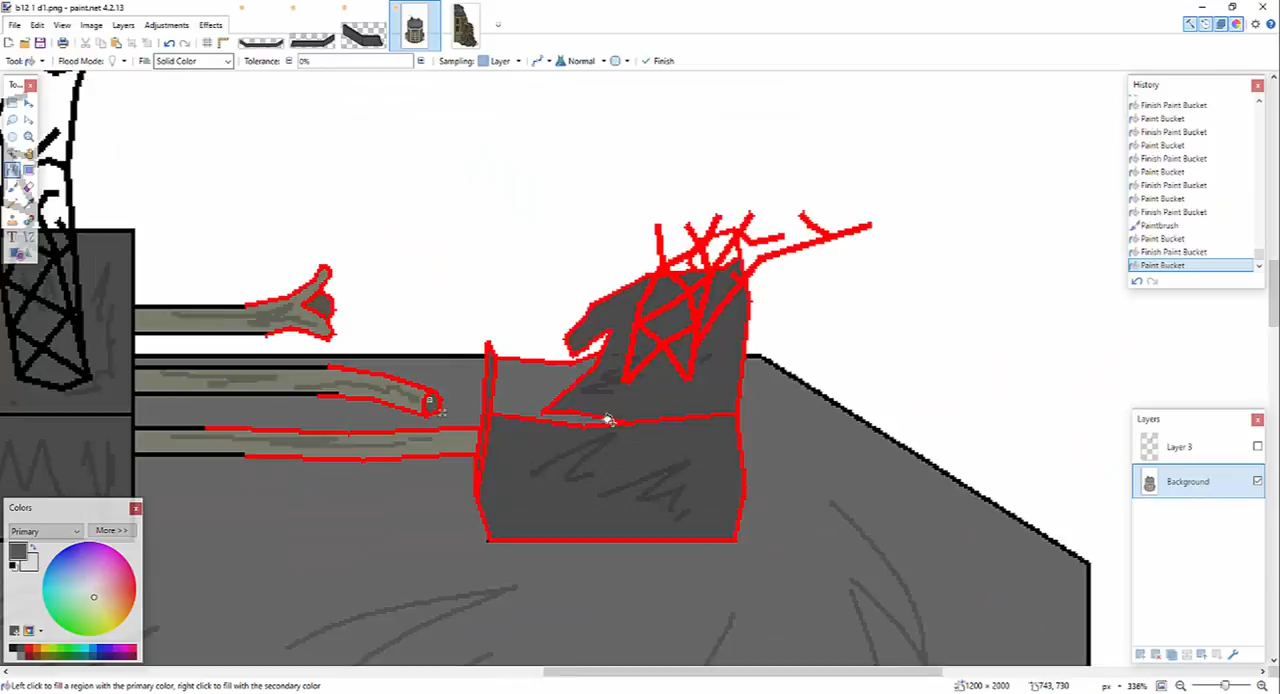 b12 1 d1.png - paint.net 4.2.13
File Edit View Image Layers Adjustments Effects
Tool: Flood Mode: Fill: Solid Color Tolerance: 0% Sampling: Layer Normal Finish
To...
History
Finish Paint Bucket
Paint Bucket
Finish Paint Bucket
Paint Bucket
Finish Paint Bucket
Paint Bucket
Finish Paint Bucket
Paint Bucket
Finish Paint Bucket
Paintbrush
Paint Bucket
Finish Paint Bucket
Paint Bucket
Layers
Layer 3
Background
Colors
Primary More >>
Left click to fill a region with the primary color, right click to fill with the secondary color
1200 × 2000 743, 730 px 336%